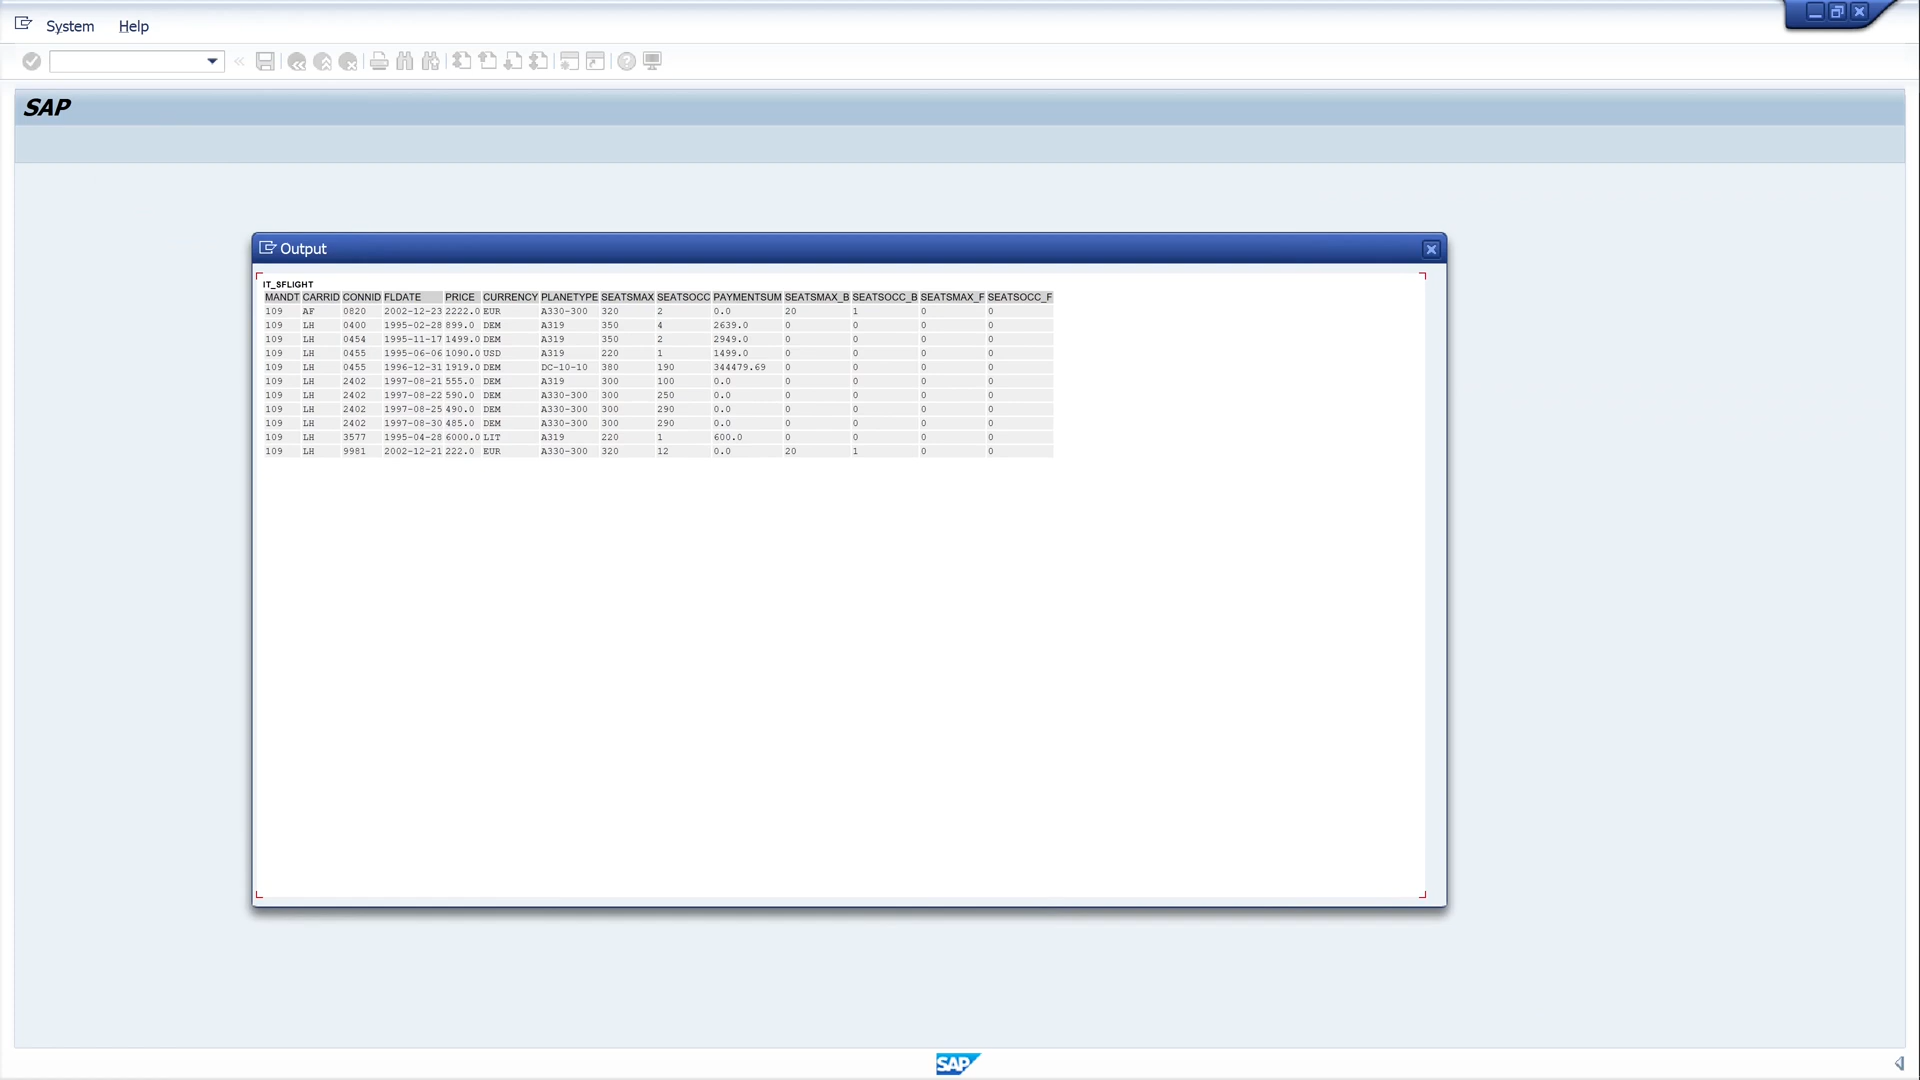 System Help
SAP
Output
IT_SFLIGHT
MANDT CARRID CONNID FLDATE PRICE CURRENCY PLANETYPE SEATSMAX SEATSOCC PAYMENTSUM SEATSMAX_B SEATSOCC_B SEATSMAX_F SEATSOCC_F
109 AF 0820 2002-12-23 2222.0 EUR A330-300 320 2 0.0 20 1 0 0
109 LH 0400 1995-02-28 899.0 DEM A319 350 4 2639.0 0 0 0 0
109 LH 0454 1995-11-17 1499.0 DEM A319 350 2 2949.0 0 0 0 0
109 LH 0455 1995-06-06 1090.0 USD A319 220 1 1499.0 0 0 0 0
109 LH 0455 1996-12-31 1919.0 DEM DC-10-10 380 190 344479.69 0 0 0 0
109 LH 2402 1997-08-21 555.0 DEM A319 300 100 0.0 0 0 0 0
109 LH 2402 1997-08-22 590.0 DEM A330-300 300 250 0.0 0 0 0 0
109 LH 2402 1997-08-25 490.0 DEM A330-300 300 290 0.0 0 0 0 0
109 LH 2402 1997-08-30 485.0 DEM A330-300 300 290 0.0 0 0 0 0
109 LH 3577 1995-04-28 6000.0 LIT A319 220 1 600.0 0 0 0 0
109 LH 9981 2002-12-21 222.0 EUR A330-300 320 12 0.0 20 1 0 0
SAP